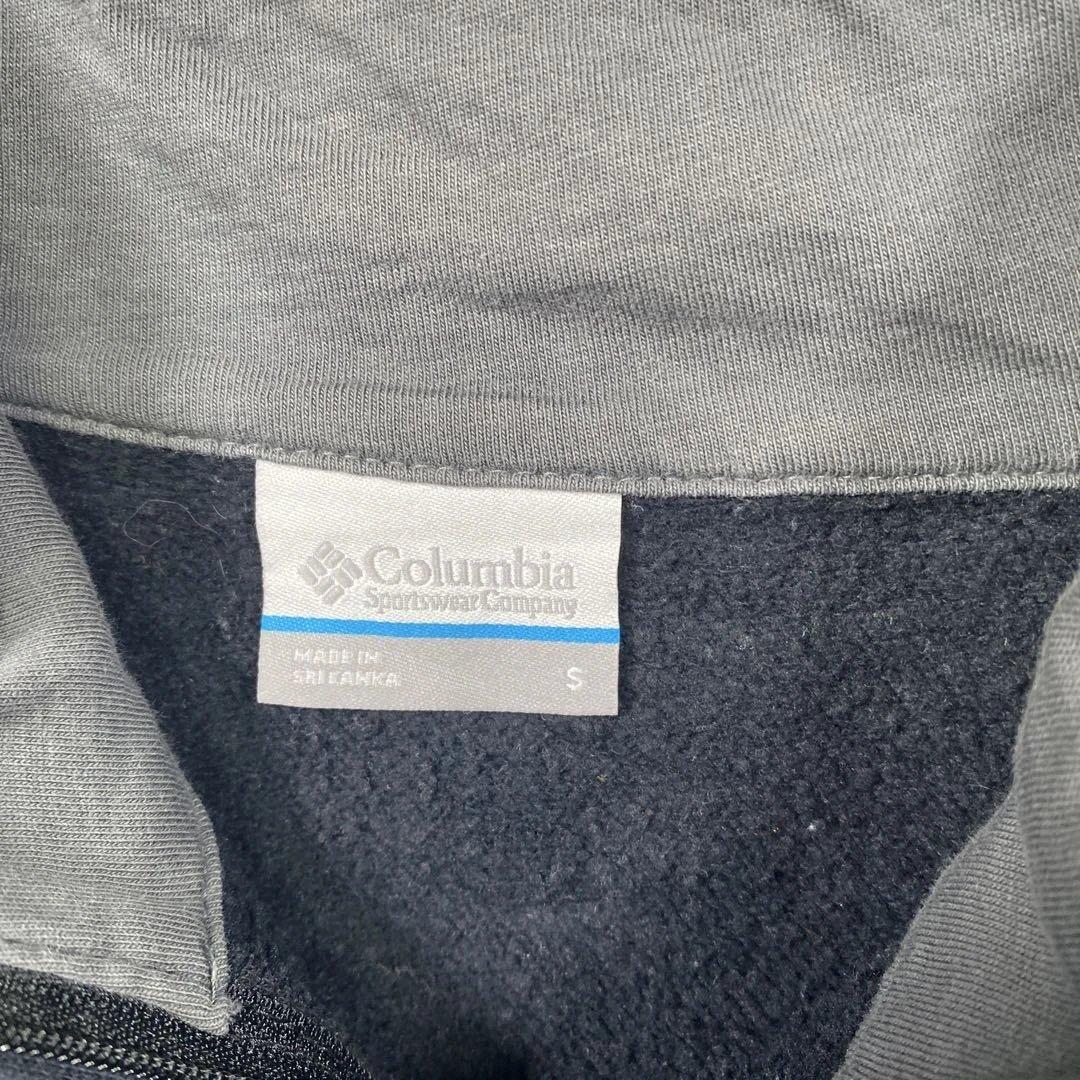 Columbia
Sportswear Company
MADE IN
SRI LANKA
S